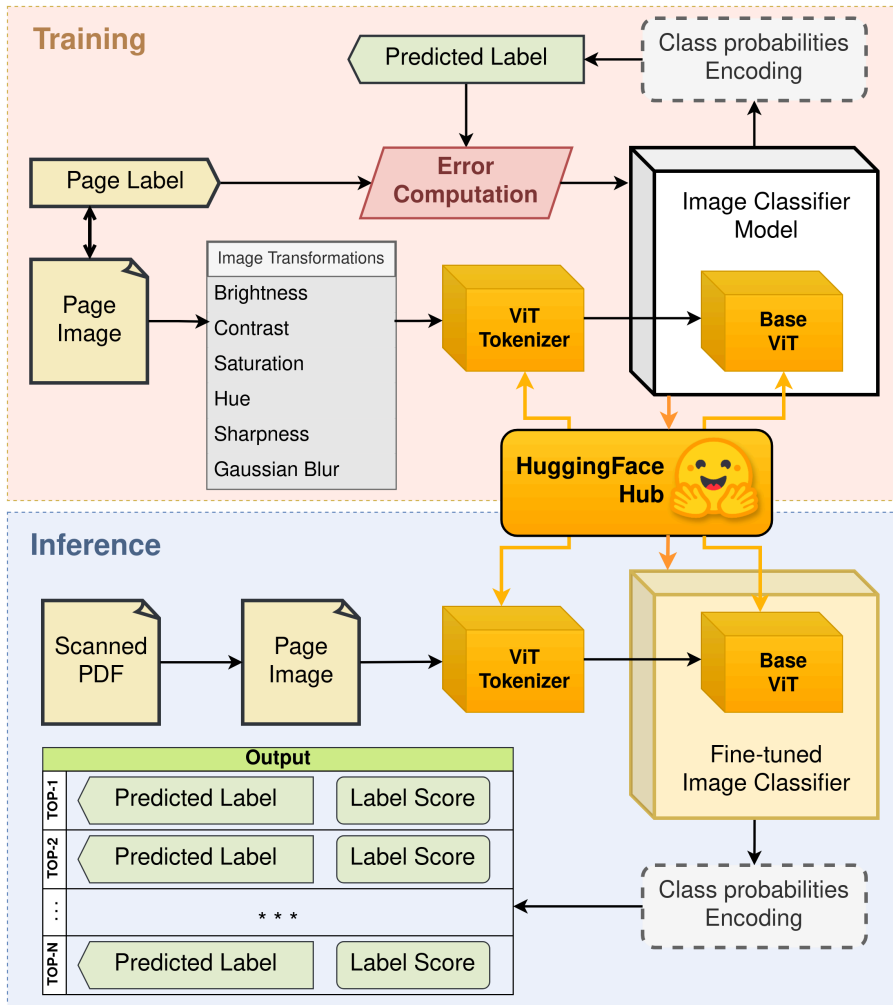 Training
Predicted Label
Class probabilities
Encoding
Page Label
Error
Computation
Image Classifier
Model
Page
Image
Image Transformations
Brightness
Contrast
Saturation
Hue
Sharpness
Gaussian Blur
ViT
Tokenizer
Base
ViT
HuggingFace
Hub
Inference
Scanned
PDF
Page
Image
ViT
Tokenizer
Base
ViT
Fine-tuned
Image Classifier
Output
TOP-1
Predicted Label
Label Score
TOP-2
Predicted Label
Label Score
...
* * *
TOP-N
Predicted Label
Label Score
Class probabilities
Encoding